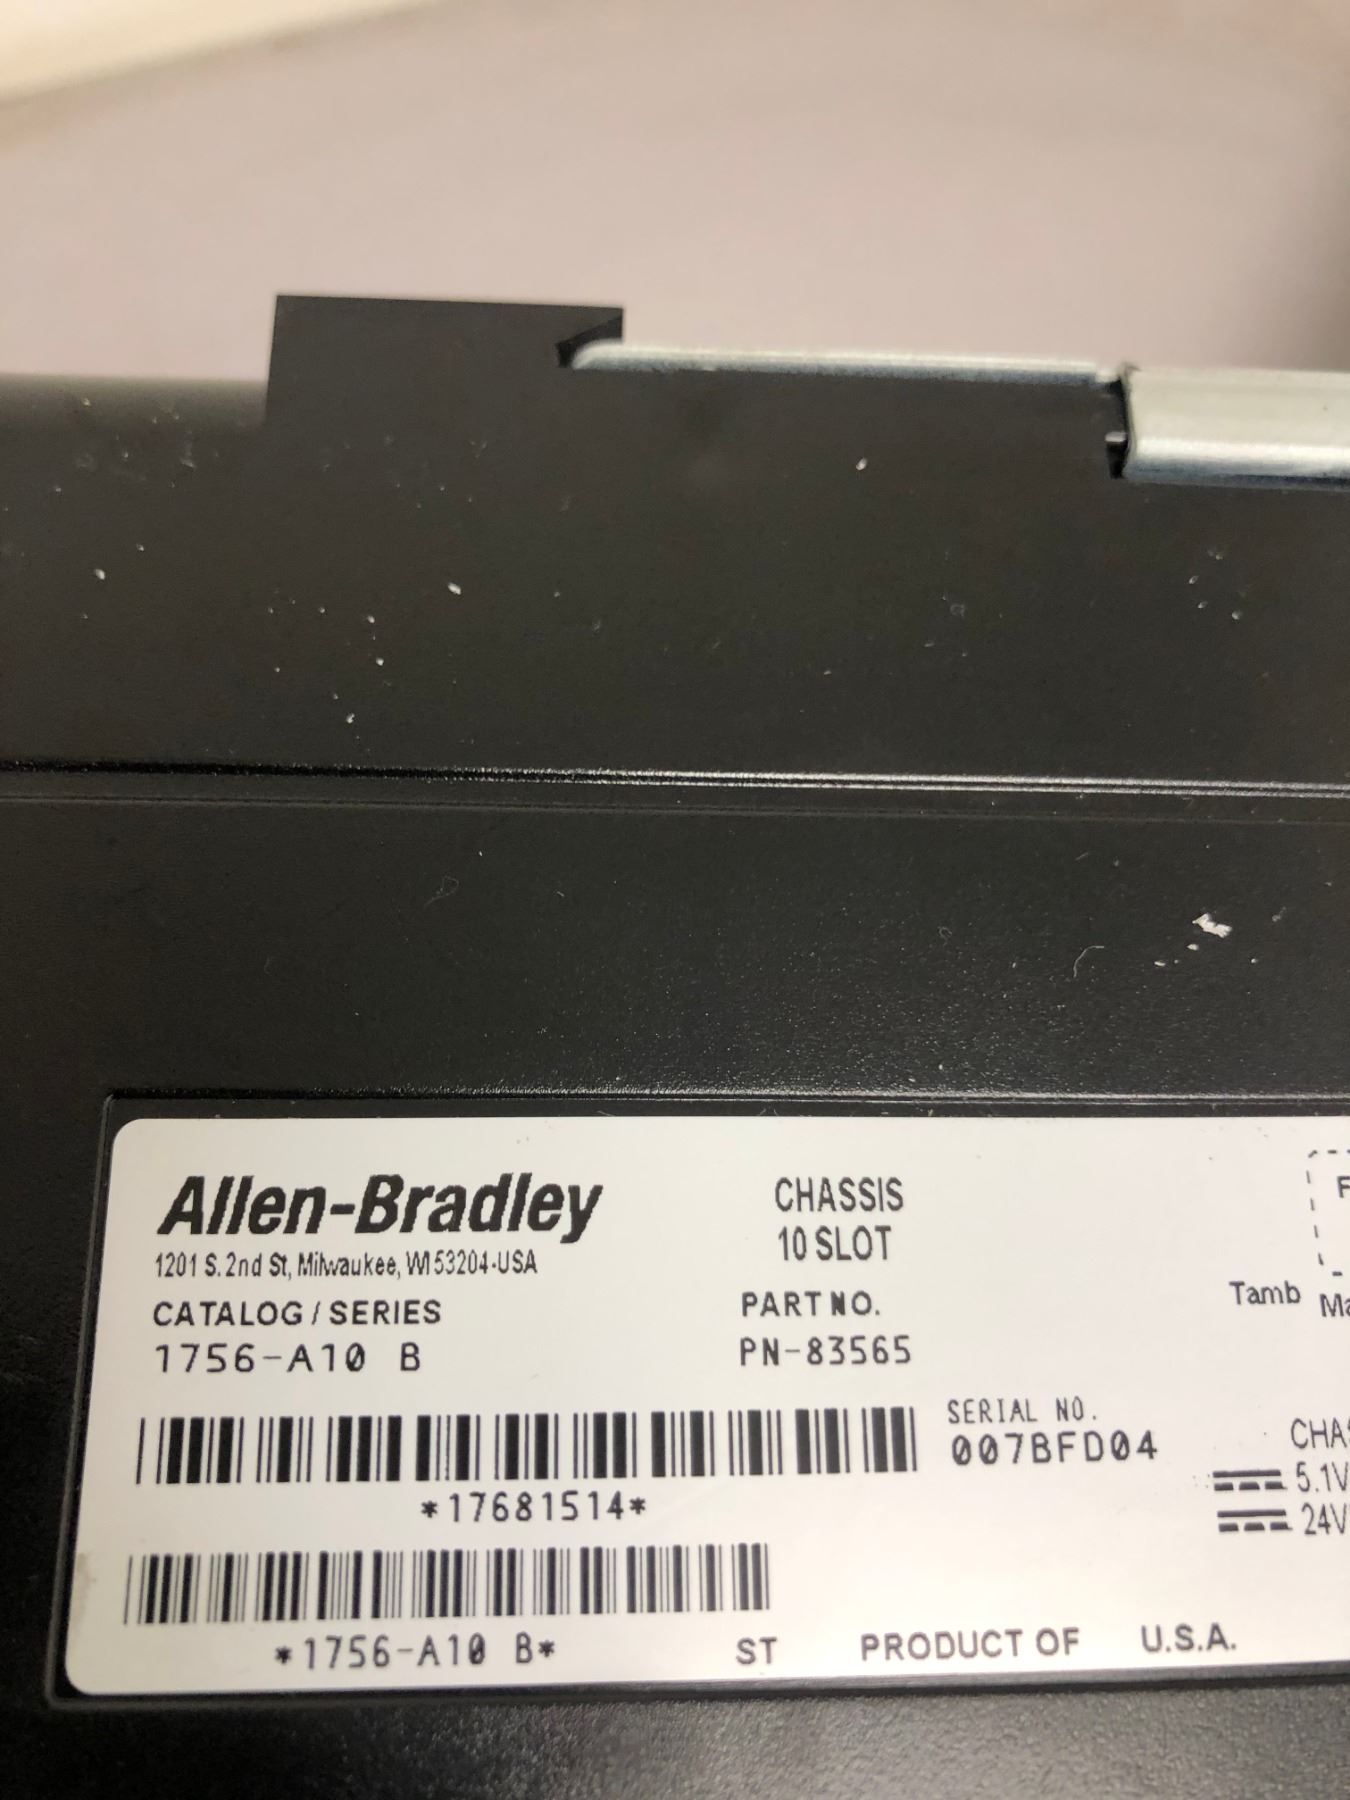 Allen-Bradley
1201 S. 2nd St, Milwaukee, WI 53204-USA
CHASSIS
10 SLOT
CATALOG / SERIES
1756-A10 B
PART NO.
PN-83565
Tamb
SERIAL NO.
007BFD04
*17681514*
5.1V
24V
*1756-A10 B*
ST
PRODUCT OF U.S.A.